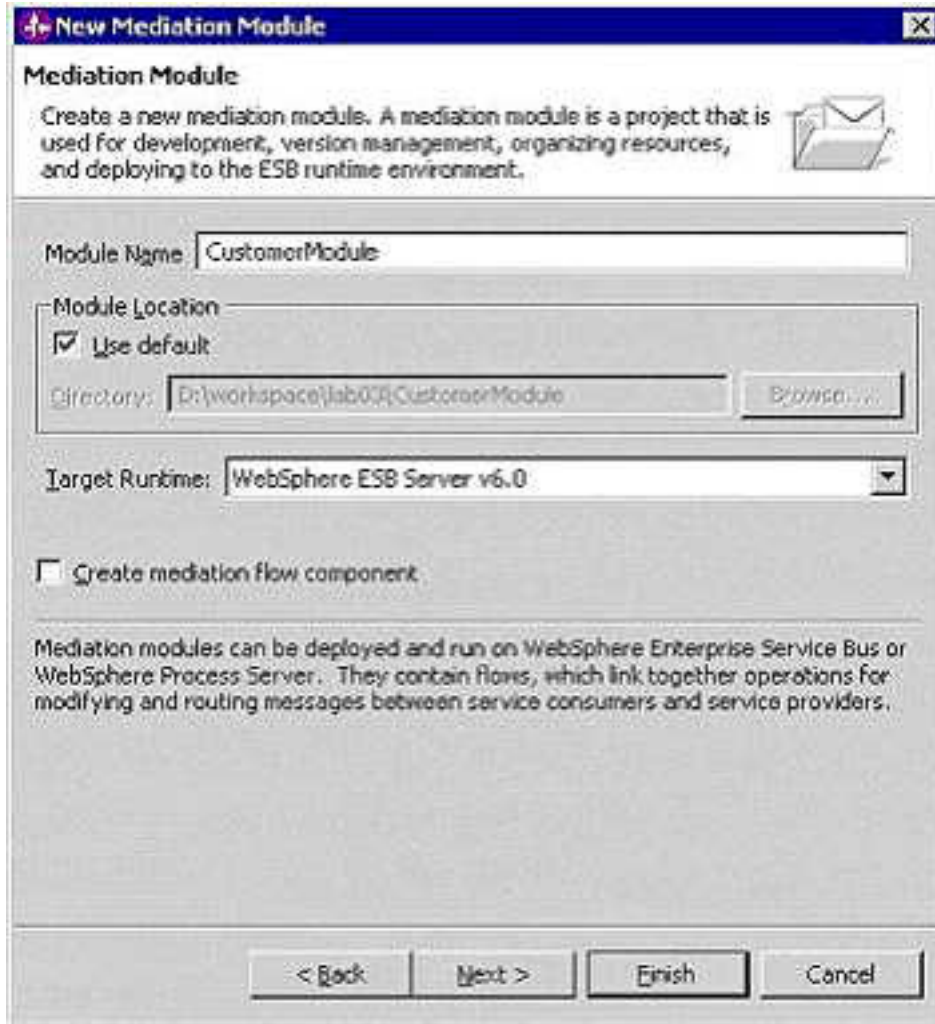 New Mediation Module
Mediation Module
Create a new mediation module. A mediation module is a project that is
used for development, version management, organizing resources,
and deploying to the ESB runtime environment.
Module Name CustomerModule
Module Location
Use default
Directory: D:\workspace\lab03\CustomerModule Browse...
Target Runtime: WebSphere ESB Server v6.0
Create mediation flow component
Mediation modules can be deployed and run on WebSphere Enterprise Service Bus or
WebSphere Process Server. They contain flows, which link together operations for
modifying and routing messages between service consumers and service providers.
< Back Next > Finish Cancel